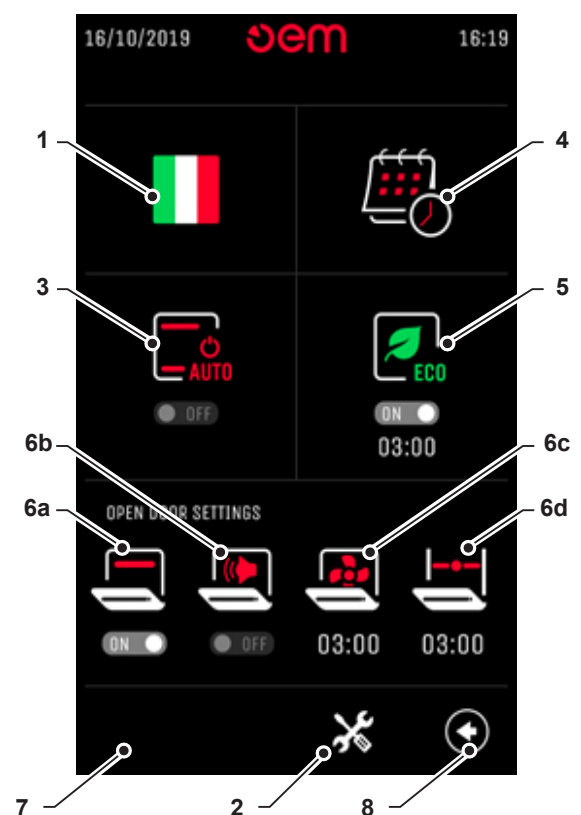 16/10/2019 oem 16:19
1
4
3
5
AUTO
ECO
OFF
ON
03:00
6b
6c
6a
6d
OPEN DOOR SETTINGS
ON
OFF
03:00
03:00
7
2
8